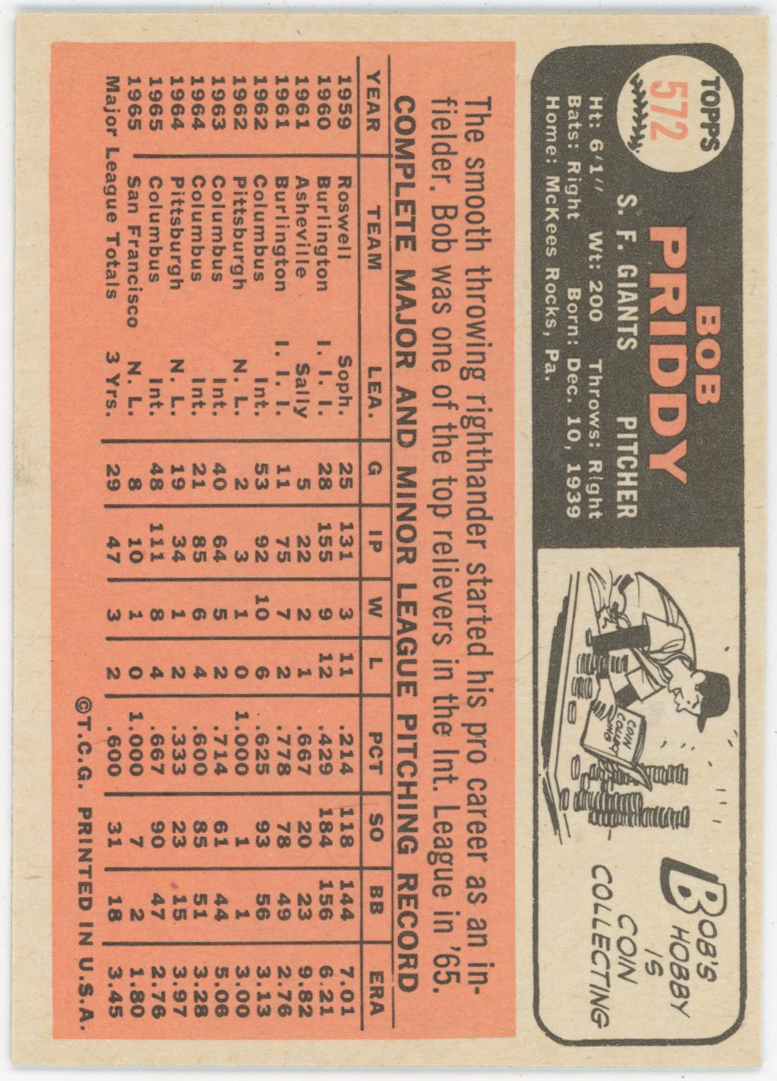 TOPPS
572
BOB
PRIDDY
S. F. GIANTS PITCHER
Ht: 6'1" Wt: 200 Throws: Right
Bats: Right Born: Dec. 10, 1939
Home: McKees Rocks, Pa.
COIN
COLLECT
ING
BOB'S
HOBBY
IS
COIN
COLLECTING
The smooth throwing righthander started his pro career as an in-
fielder. Bob was one of the top relievers in the Int. League in '65.
COMPLETE MAJOR AND MINOR LEAGUE PITCHING RECORD
YEAR TEAM LEA. G IP W L PCT SO BB ERA
1959 Roswell Soph. 25 131 3 11 .214 118 144 7.01
1960 Burlington I. I. I. 28 155 9 12 .429 184 156 6.21
1961 Asheville Sally 5 22 2 1 .667 20 23 9.82
1961 Burlington I. I. I. 11 75 7 2 .778 78 49 2.76
1962 Columbus Int. 53 92 10 6 .625 93 56 3.13
1962 Pittsburgh N. L. 2 3 1 0 1.000 1 1 3.00
1963 Columbus Int. 40 64 5 2 .714 61 44 5.06
1964 Columbus Int. 21 85 6 4 .600 85 51 3.28
1964 Pittsburgh N. L. 19 34 1 2 .333 23 15 3.97
1965 Columbus Int. 48 111 8 4 .667 90 47 2.76
1965 San Francisco N. L. 8 10 1 0 1.000 7 2 1.80
Major League Totals 3 Yrs. 29 47 3 2 .600 31 18 3.45
©T.C.G. PRINTED IN U.S.A.